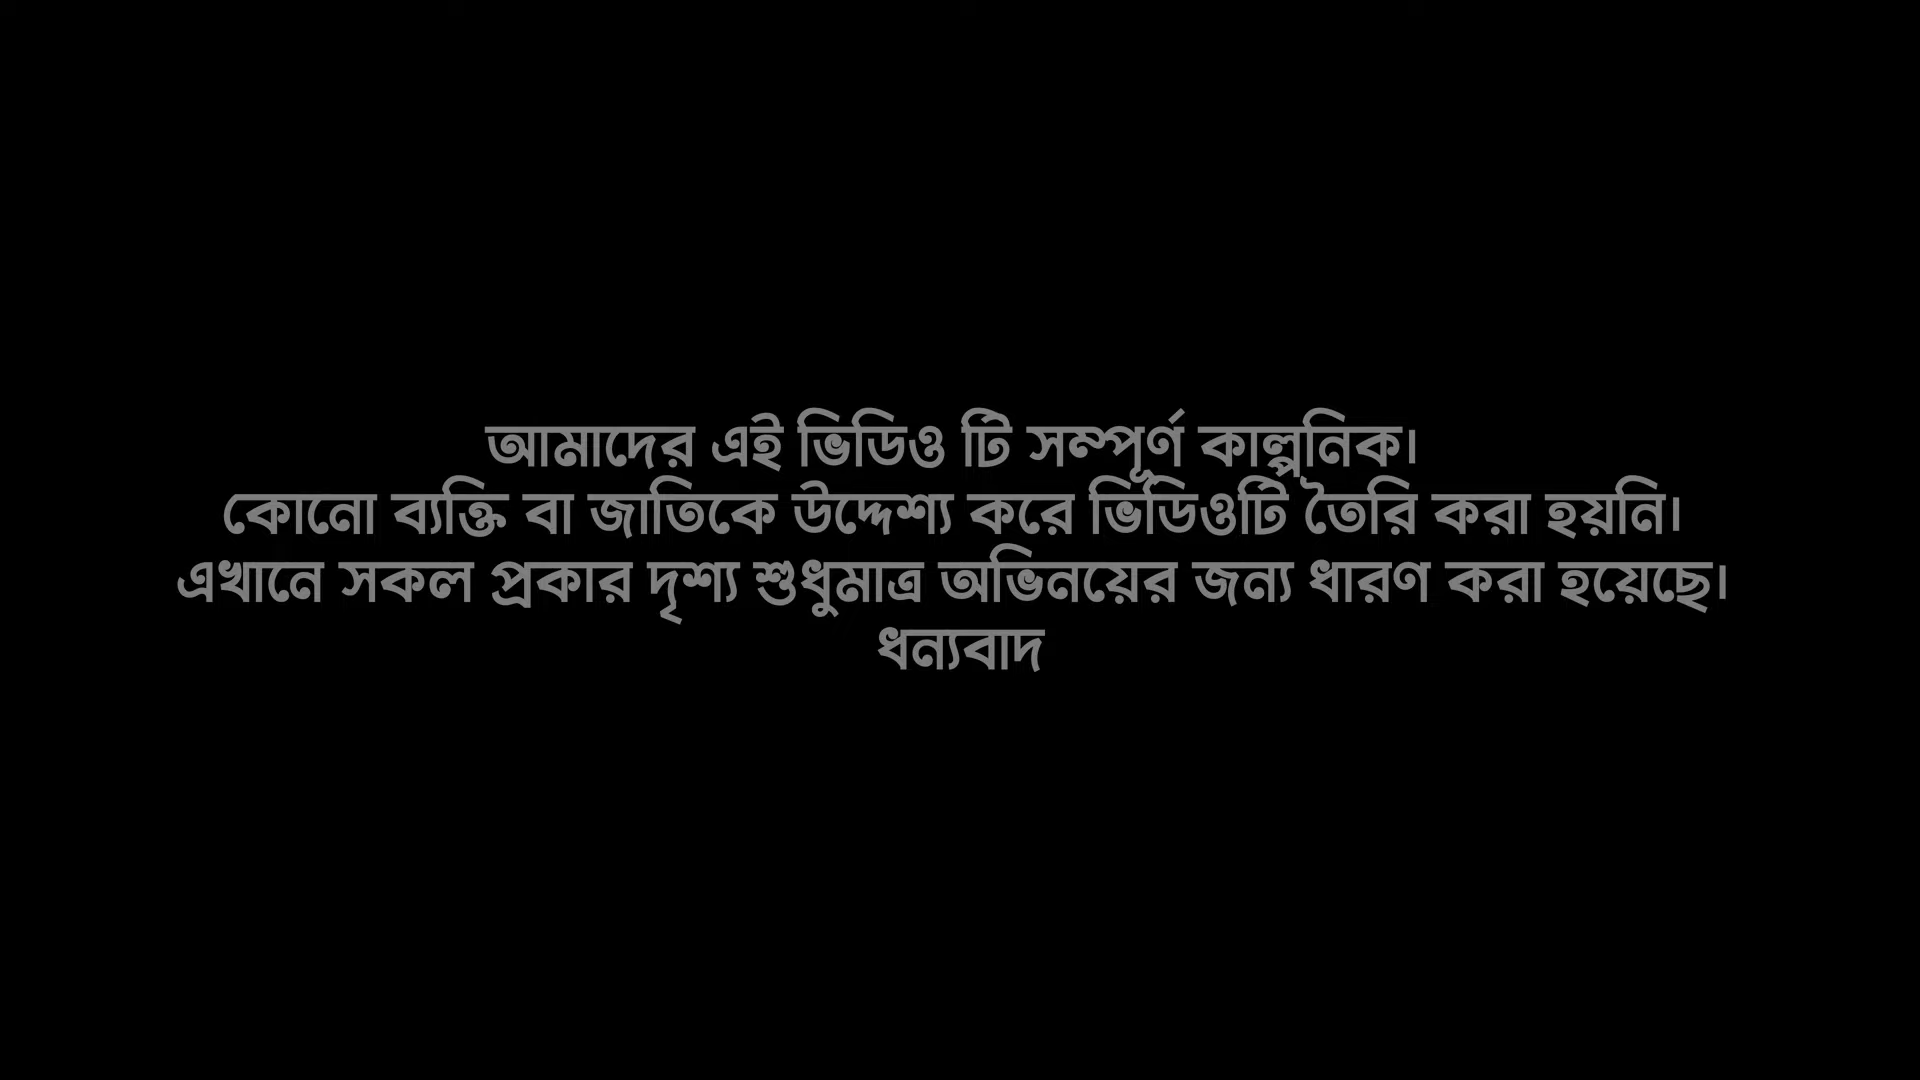 আমাদের এই ভিডিও টি সম্পূর্ণ কাল্পনিক।
কোনো ব্যক্তি বা জাতিকে উদ্দেশ্য করে ভিডিওটি তৈরি করা হয়নি।
এখানে সকল প্রকার দৃশ্য শুধুমাত্র অভিনয়ের জন্য ধারণ করা হয়েছে।
ধন্যবাদ